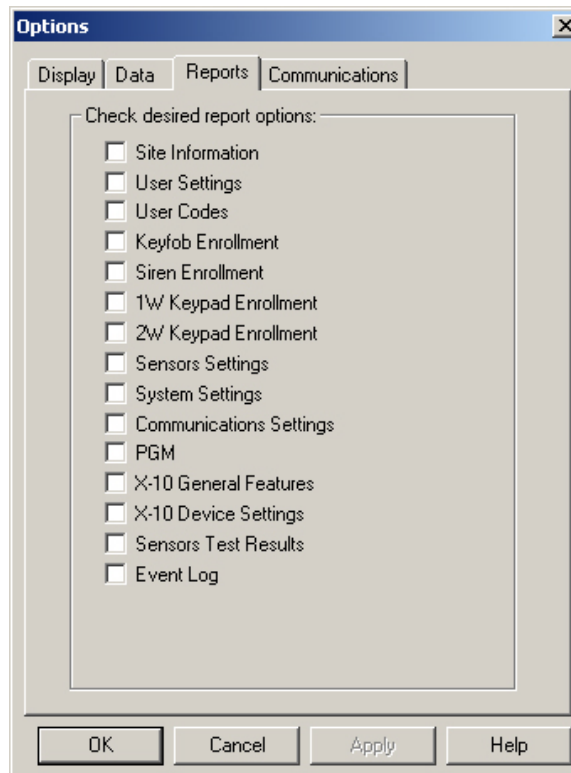 Options
Display Data Reports Communications
Check desired report options:
Site Information
User Settings
User Codes
Keyfob Enrollment
Siren Enrollment
1W Keypad Enrollment
2W Keypad Enrollment
Sensors Settings
System Settings
Communications Settings
PGM
X-10 General Features
X-10 Device Settings
Sensors Test Results
Event Log
OK Cancel Apply Help